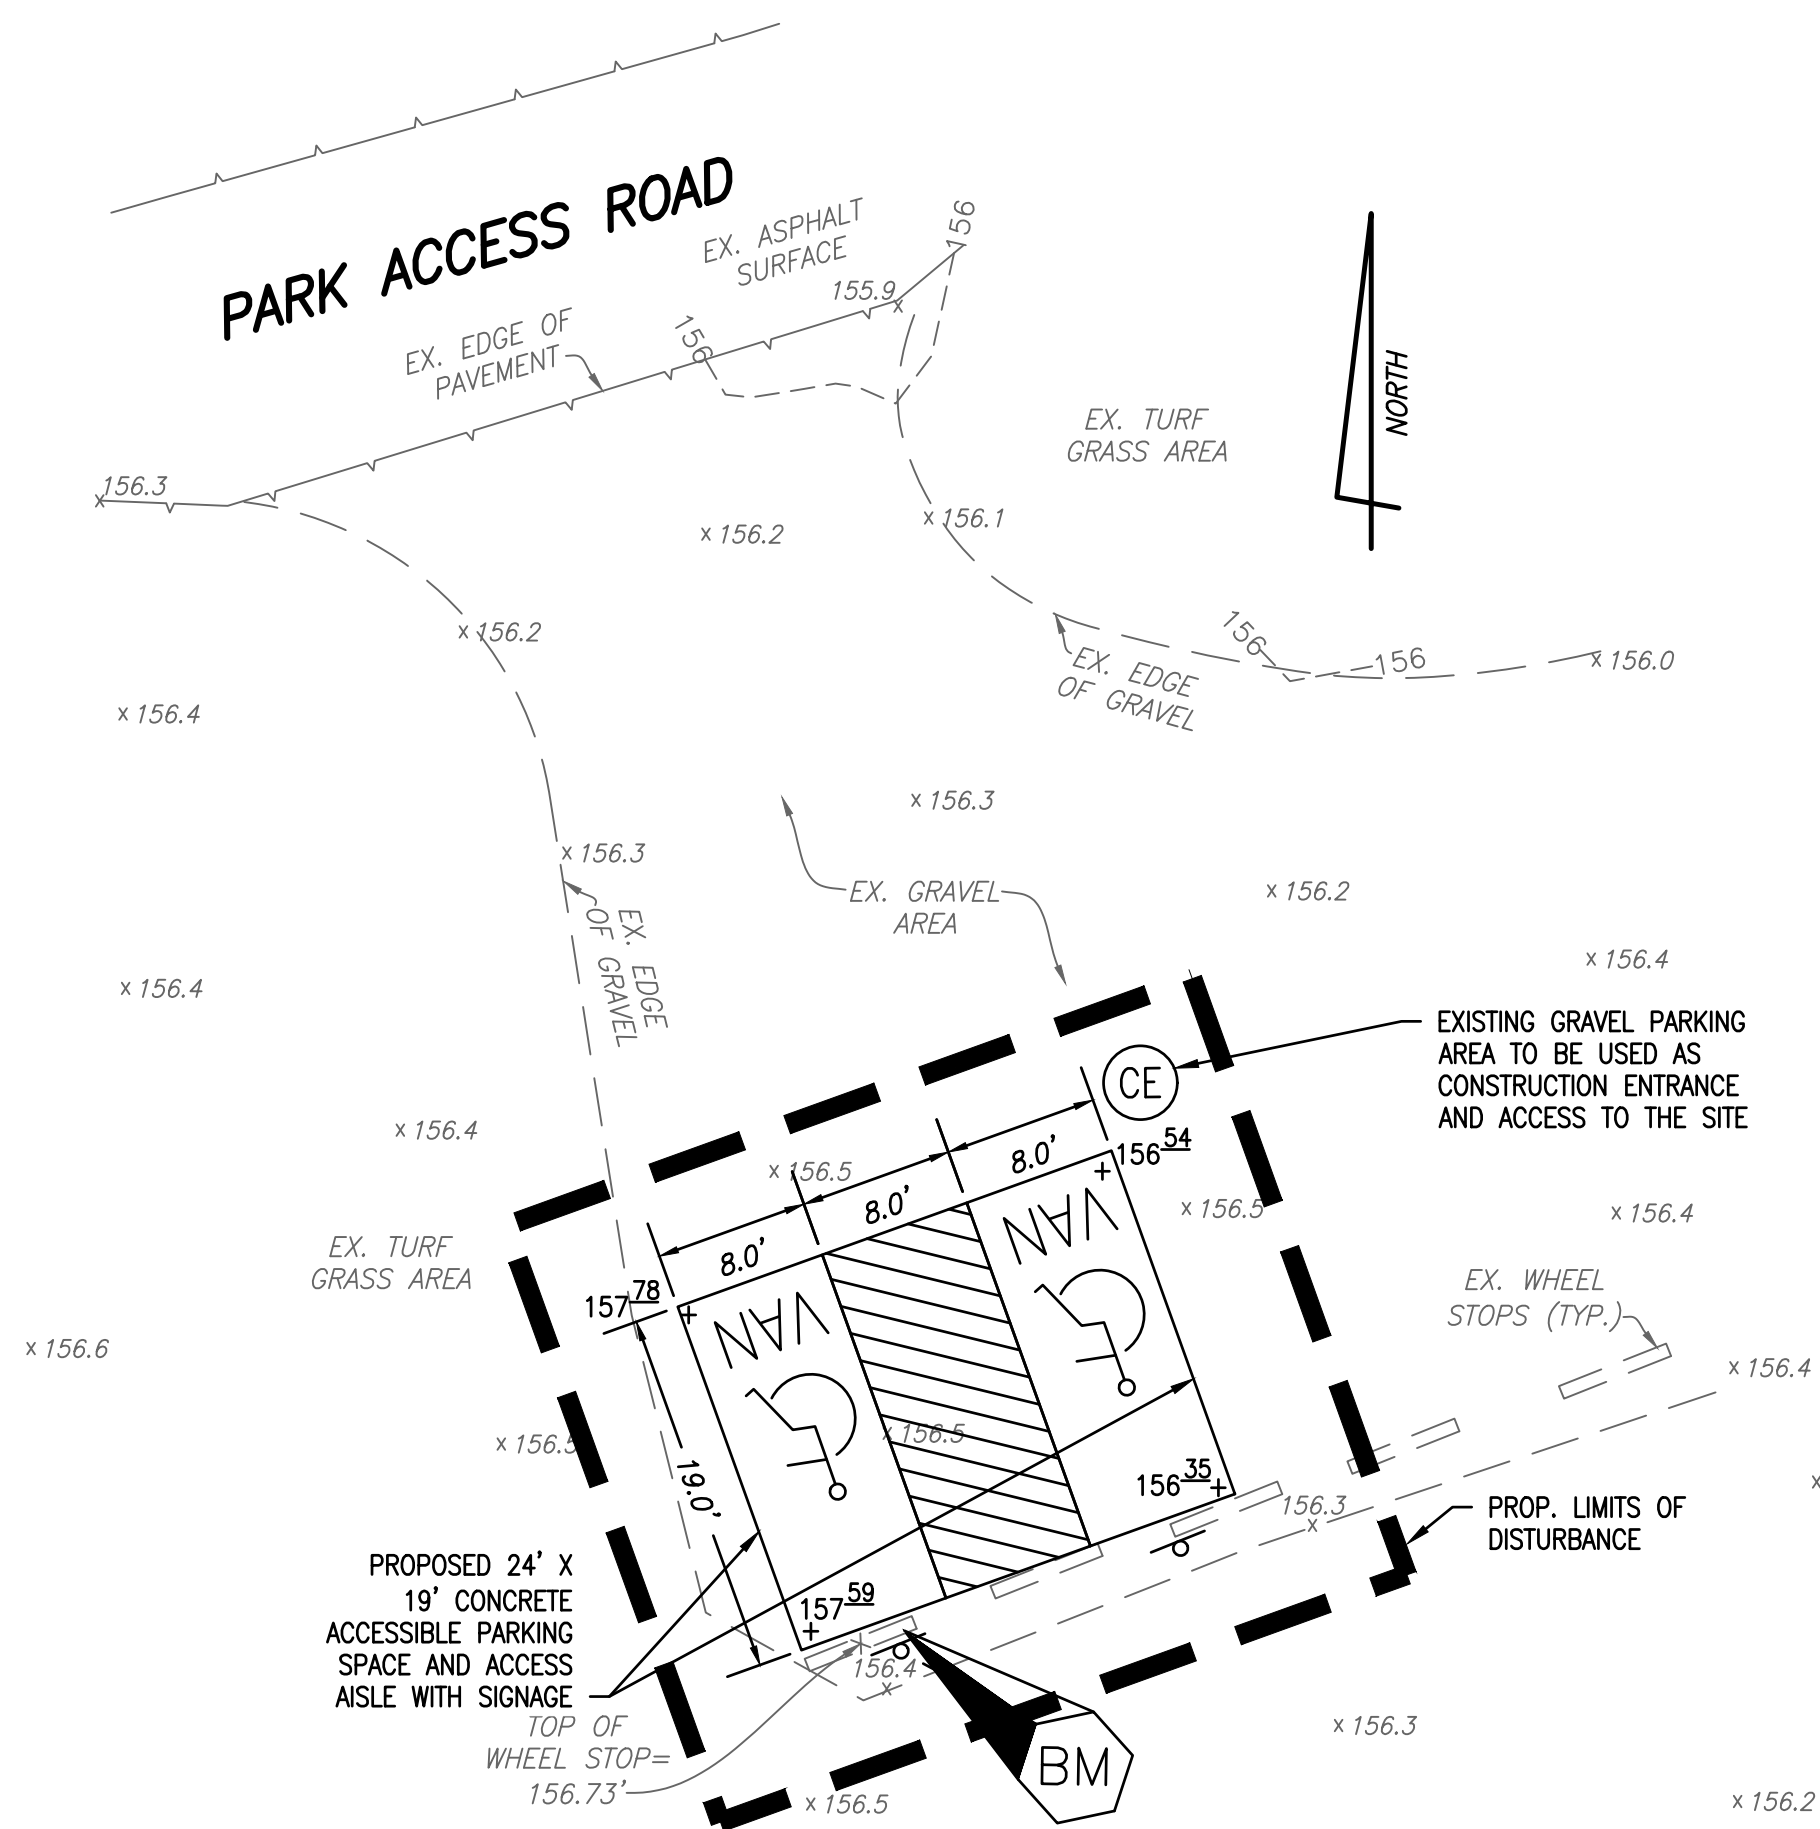 PARK ACCESS ROAD
EX. ASPHALT
SURFACE
156
155.9
156
EX. EDGE OF
PAVEMENT
NORTH
EX. TURF
GRASS AREA
156.3
x 156.2
x 156.1
x 156.2
156
156
x 156.0
EX. EDGE
OF GRAVEL
x 156.4
x 156.3
x 156.3
EX. GRAVEL
AREA
x 156.2
EX. EDGE
OF GRAVEL
x 156.4
x 156.4
EXISTING GRAVEL PARKING
AREA TO BE USED AS
CONSTRUCTION ENTRANCE
AND ACCESS TO THE SITE
CE
x 156.4
x 156.5
8.0'
8.0'
8.0'
156 54
x 156.5
x 156.4
EX. TURF
GRASS AREA
157 78
VAN
VAN
EX. WHEEL
STOPS (TYP.)
x 156.6
x 156.4
x 156.5
x 156.5
19.0'
156 35
156.3
x
PROP. LIMITS OF
DISTURBANCE
PROPOSED 24' X
19' CONCRETE
ACCESSIBLE PARKING
SPACE AND ACCESS
AISLE WITH SIGNAGE
157 59
156.4
x
TOP OF
WHEEL STOP=
156.73'
BM
x 156.3
x 156.5
x 156.2